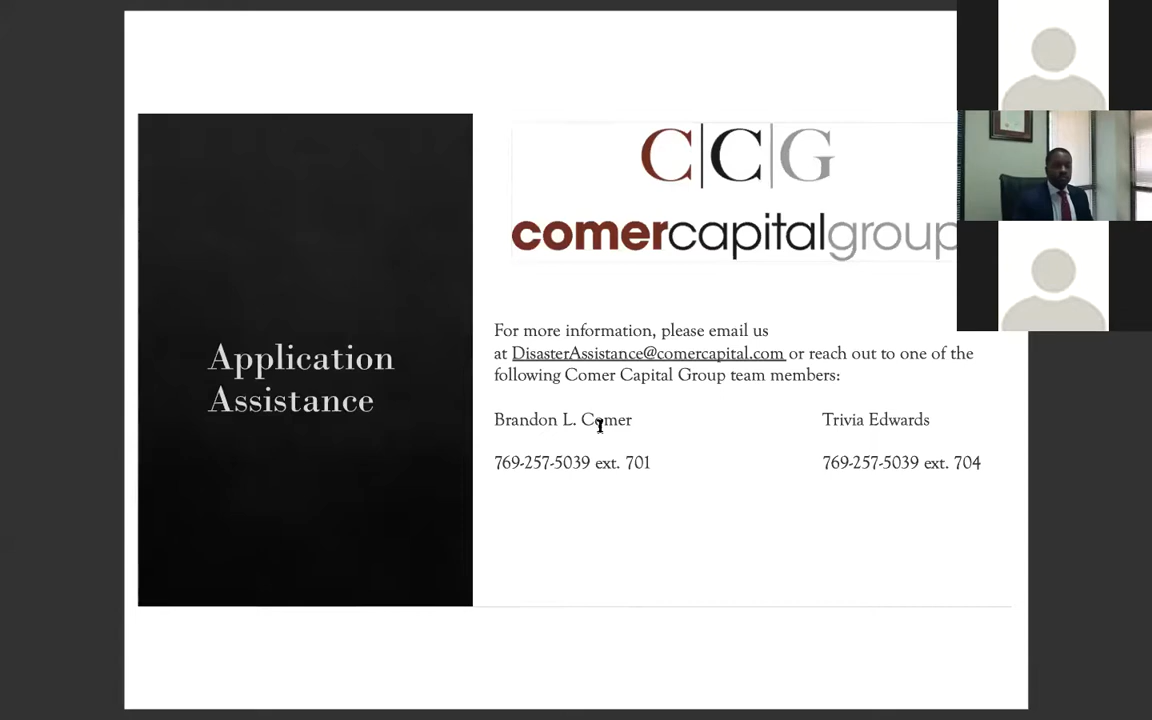 C|C|G
comercapitalgroup
Application
Assistance
For more information, please email us
at DisasterAssistance@comercapital.com or reach out to one of the
following Comer Capital Group team members:
Brandon L. Comer
Trivia Edwards
769-257-5039 ext. 701
769-257-5039 ext. 704